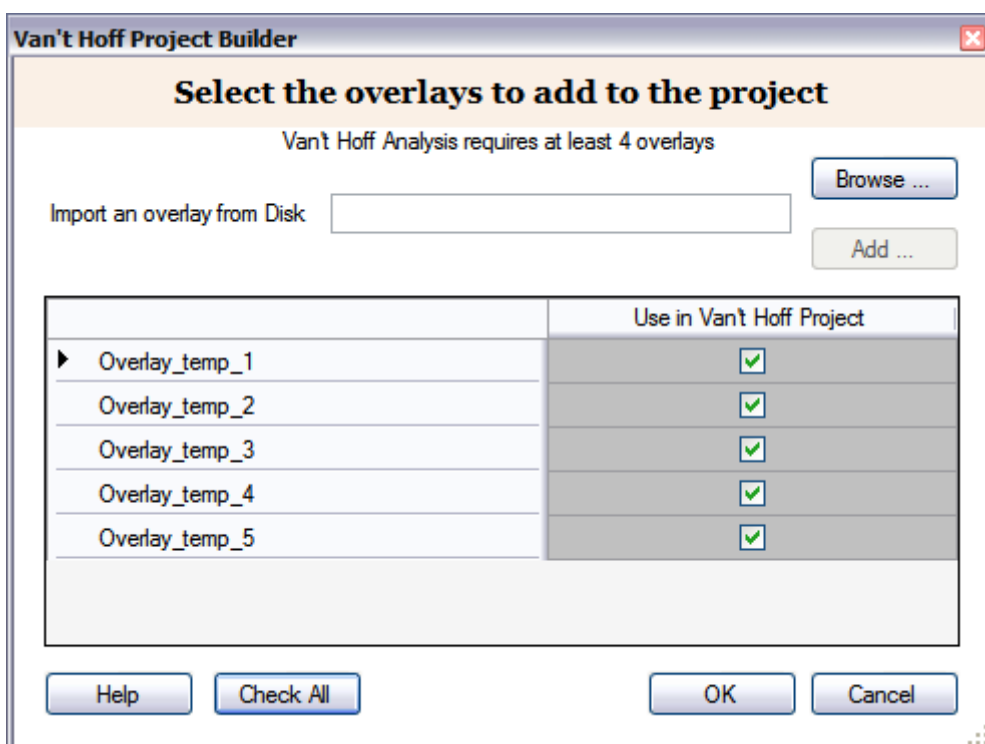 Van't Hoff Project Builder
Select the overlays to add to the project
Van't Hoff Analysis requires at least 4 overlays
Browse ...
Import an overlay from Disk
Add ...
Use in Van't Hoff Project
Overlay_temp_1
Overlay_temp_2
Overlay_temp_3
Overlay_temp_4
Overlay_temp_5
Help Check All OK Cancel